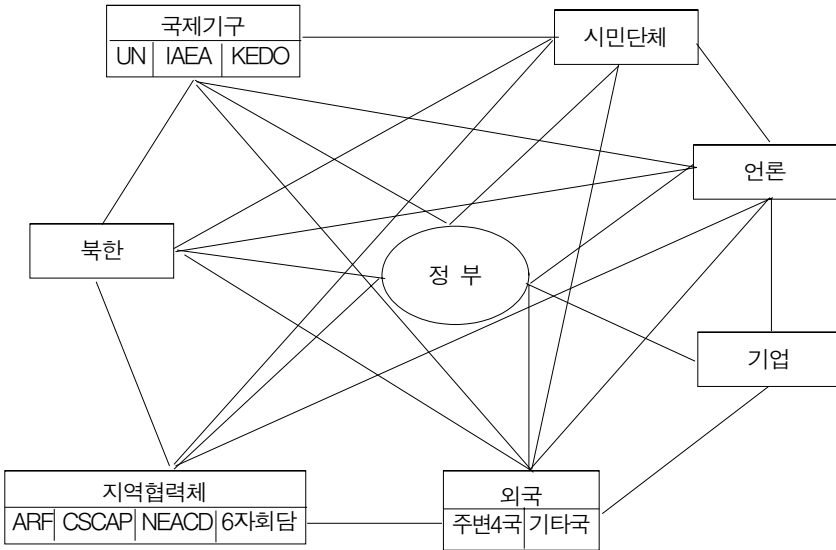 국제기구
UN IAEA KEDO
시민단체
언론
북한
정 부
기업
지역협력체
ARF CSCAP NEACD 6자회담
외국
주변4국 기타국